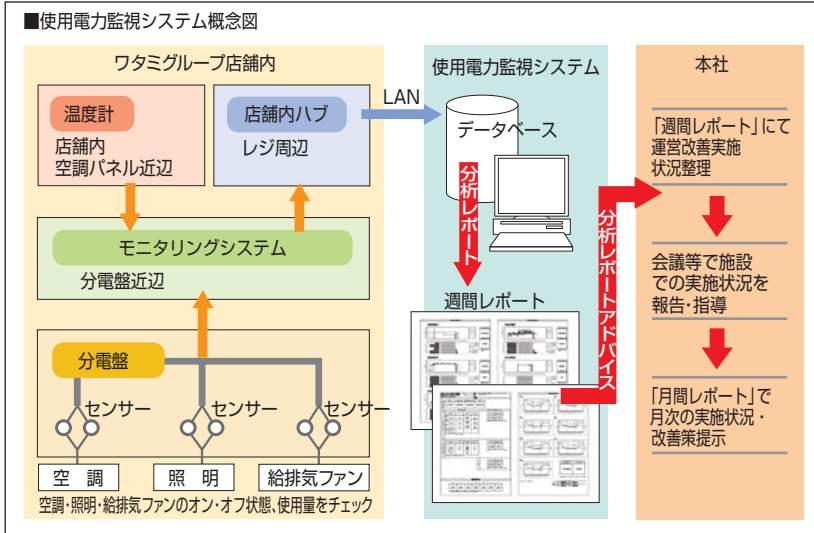 ■使用電力監視システム概念図
ワタミグループ店舗内
温度計
店舗内
空調パネル近辺
店舗内ハブ
レジ周辺
モニタリングシステム
分電盤近辺
分電盤
センサー
センサー
センサー
空 調
照 明
給排気ファン
空調・照明・給排気ファンのオン・オフ状態、使用量をチェック
LAN
使用電力監視システム
データベース
分析レポート
週間レポート
分析レポートアドバイス
本社
「週間レポート」にて
運営改善実施
状況整理
会議等で施設
での実施状況を
報告・指導
「月間レポート」で
月次の実施状況・
改善策提示